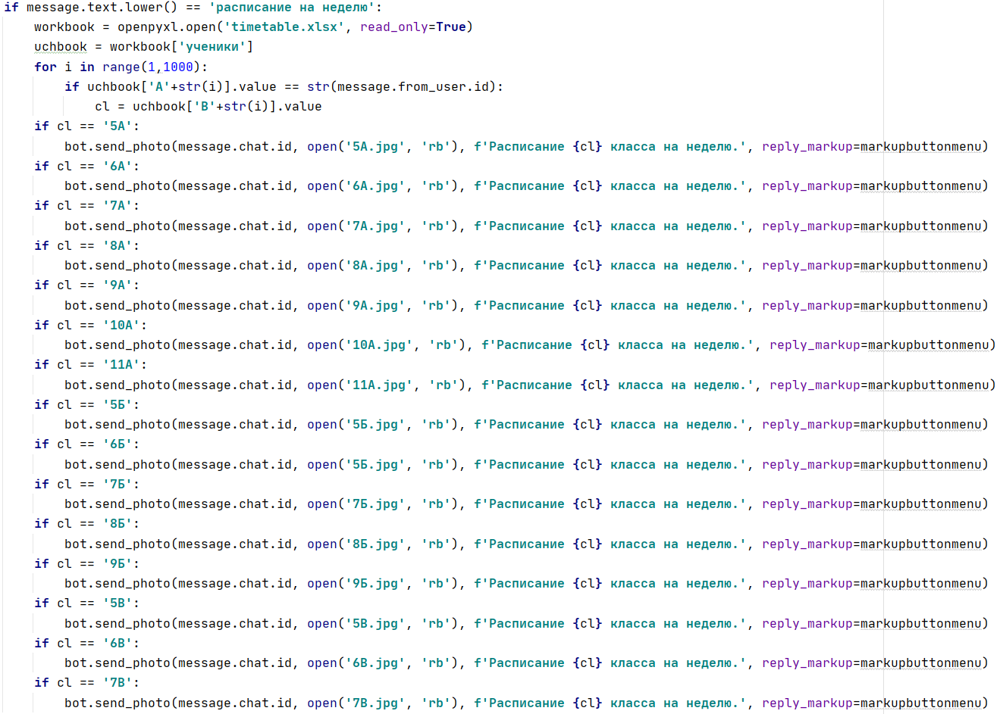 if message.text.lower() == 'расписание на неделю':
    workbook = openpyxl.open('timetable.xlsx', read_only=True)
    uchbook = workbook['ученики']
    for i in range(1,1000):
        if uchbook['A'+str(i)].value == str(message.from_user.id):
            cl = uchbook['B'+str(i)].value
    if cl == '5А':
        bot.send_photo(message.chat.id, open('5А.jpg', 'rb'), f'Расписание {cl} класса на неделю.', reply_markup=markupbuttonmenu)
    if cl == '6А':
        bot.send_photo(message.chat.id, open('6А.jpg', 'rb'), f'Расписание {cl} класса на неделю.', reply_markup=markupbuttonmenu)
    if cl == '7А':
        bot.send_photo(message.chat.id, open('7А.jpg', 'rb'), f'Расписание {cl} класса на неделю.', reply_markup=markupbuttonmenu)
    if cl == '8А':
        bot.send_photo(message.chat.id, open('8А.jpg', 'rb'), f'Расписание {cl} класса на неделю.', reply_markup=markupbuttonmenu)
    if cl == '9А':
        bot.send_photo(message.chat.id, open('9А.jpg', 'rb'), f'Расписание {cl} класса на неделю.', reply_markup=markupbuttonmenu)
    if cl == '10А':
        bot.send_photo(message.chat.id, open('10А.jpg', 'rb'), f'Расписание {cl} класса на неделю.', reply_markup=markupbuttonmenu)
    if cl == '11А':
        bot.send_photo(message.chat.id, open('11А.jpg', 'rb'), f'Расписание {cl} класса на неделю.', reply_markup=markupbuttonmenu)
    if cl == '5Б':
        bot.send_photo(message.chat.id, open('5Б.jpg', 'rb'), f'Расписание {cl} класса на неделю.', reply_markup=markupbuttonmenu)
    if cl == '6Б':
        bot.send_photo(message.chat.id, open('5Б.jpg', 'rb'), f'Расписание {cl} класса на неделю.', reply_markup=markupbuttonmenu)
    if cl == '7Б':
        bot.send_photo(message.chat.id, open('7Б.jpg', 'rb'), f'Расписание {cl} класса на неделю.', reply_markup=markupbuttonmenu)
    if cl == '8Б':
        bot.send_photo(message.chat.id, open('8Б.jpg', 'rb'), f'Расписание {cl} класса на неделю.', reply_markup=markupbuttonmenu)
    if cl == '9Б':
        bot.send_photo(message.chat.id, open('9Б.jpg', 'rb'), f'Расписание {cl} класса на неделю.', reply_markup=markupbuttonmenu)
    if cl == '5В':
        bot.send_photo(message.chat.id, open('5В.jpg', 'rb'), f'Расписание {cl} класса на неделю.', reply_markup=markupbuttonmenu)
    if cl == '6В':
        bot.send_photo(message.chat.id, open('6В.jpg', 'rb'), f'Расписание {cl} класса на неделю.', reply_markup=markupbuttonmenu)
    if cl == '7В':
        bot.send_photo(message.chat.id, open('7В.jpg', 'rb'), f'Расписание {cl} класса на неделю.', reply_markup=markupbuttonmenu)